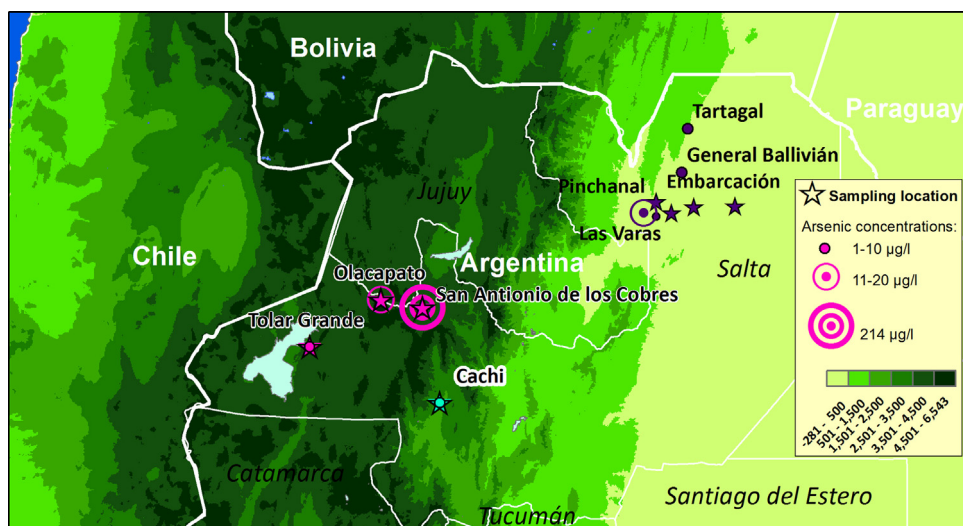 Bolivia
Paraguay
Tartagal
General Ballivián
Pinchanal
Embarcación
Jujuy
Las Varas
Chile
Argentina
Salta
Olacapato
San Antionio de los Cobres
Tolar Grande
Cachi
Catamarca
Santiago del Estero
Tucumán
Sampling location
Arsenic concentrations:
1-10 µg/l
11-20 µg/l
214 µg/l
-281 - 500
501 - 1,500
1,501 - 2,500
2,501 - 3,500
3,501 - 4,500
4,501 - 6,543